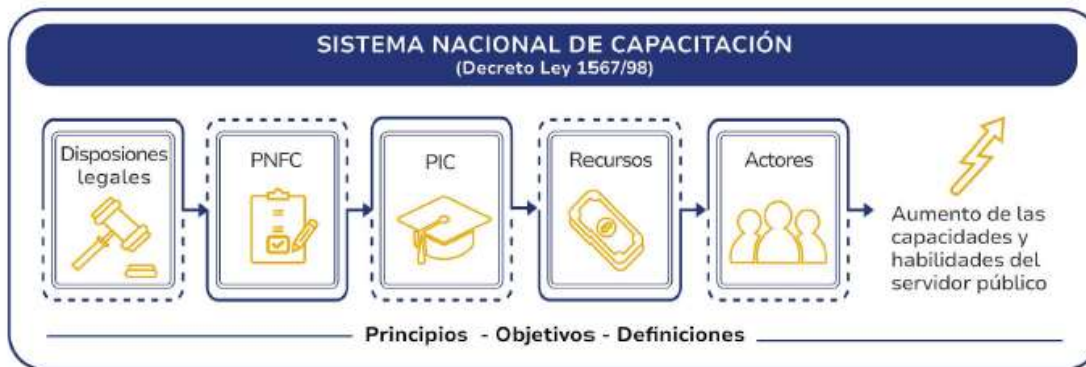 SISTEMA NACIONAL DE CAPACITACIÓN
(Decreto Ley 1567/98)
Disposiones
legales
PNFC
PIC
Recursos
Actores
Aumento de las
capacidades y
habilidades del
servidor público
Principios - Objetivos - Definiciones